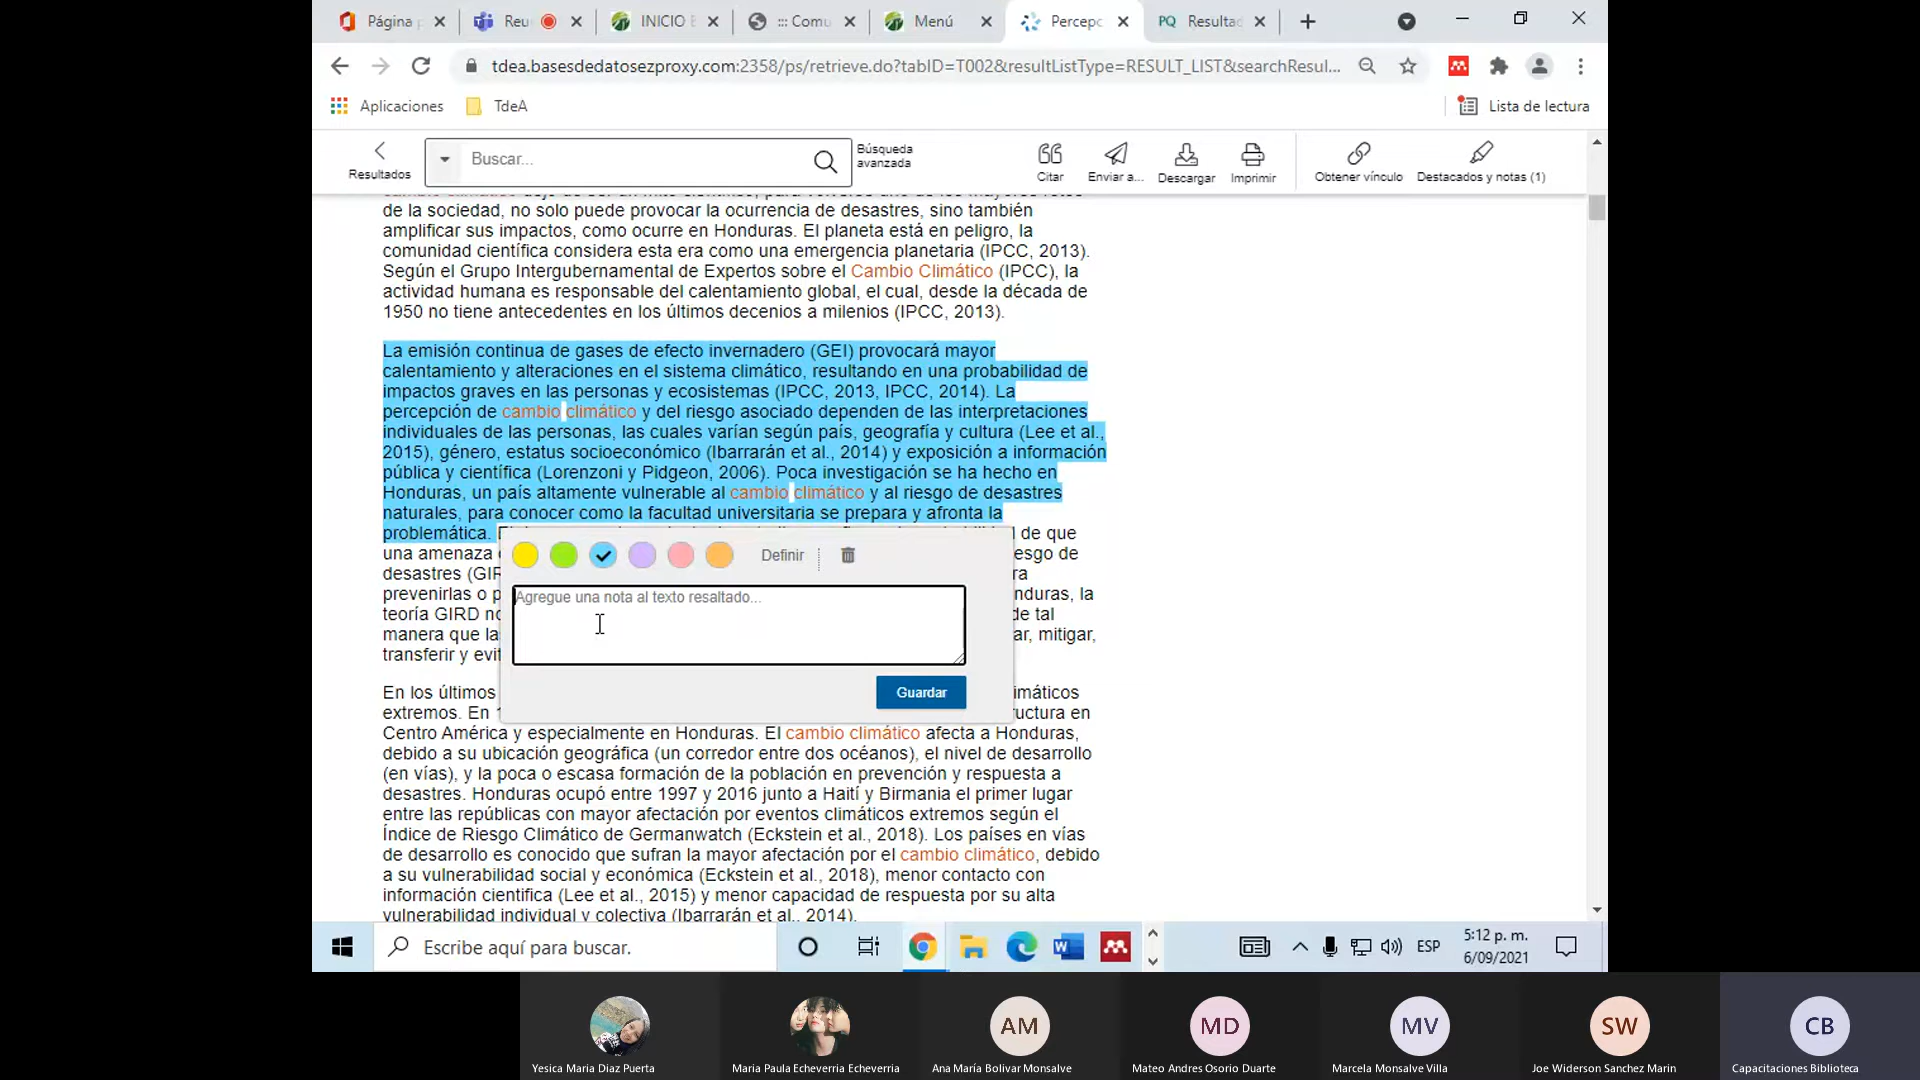 Página p
Reu
INICIO B
::: Comu
Menú
Percepc
PQ Resultad
tdea.basesdedatosezproxy.com:2358/ps/retrieve.do?tabID=T002&resultListType=RESULT_LIST&searchResul...
Aplicaciones
TdeA
Lista de lectura
Resultados
Buscar...
Búsqueda
avanzada
Citar
Enviar a...
Descargar
Imprimir
Obtener vínculo
Destacados y notas (1)
de la sociedad, no solo puede provocar la ocurrencia de desastres, sino también
amplificar sus impactos, como ocurre en Honduras. El planeta está en peligro, la
comunidad científica considera esta era como una emergencia planetaria (IPCC, 2013).
Según el Grupo Intergubernamental de Expertos sobre el Cambio Climático (IPCC), la
actividad humana es responsable del calentamiento global, el cual, desde la década de
1950 no tiene antecedentes en los últimos decenios a milenios (IPCC, 2013).
La emisión continua de gases de efecto invernadero (GEI) provocará mayor
calentamiento y alteraciones en el sistema climático, resultando en una probabilidad de
impactos graves en las personas y ecosistemas (IPCC, 2013, IPCC, 2014). La
percepción de cambio climático y del riesgo asociado dependen de las interpretaciones
individuales de las personas, las cuales varían según país, geografía y cultura (Lee et al.,
2015), género, estatus socioeconómico (Ibarrarán et al., 2014) y exposición a información
pública y científica (Lorenzoni y Pidgeon, 2006). Poca investigación se ha hecho en
Honduras, un país altamente vulnerable al cambio climático y al riesgo de desastres
naturales, para conocer como la facultad universitaria se prepara y afronta la
problemática. de que
una amenaza esgo de
desastres (GIR ra
prevenirlas o p nduras, la
teoría GIRD no de tal
manera que la ar, mitigar,
transferir y evit
Definir
Agregue una nota al texto resaltado...
Guardar
En los últimos imáticos
extremos. En 1 ructura en
Centro América y especialmente en Honduras. El cambio climático afecta a Honduras,
debido a su ubicación geográfica (un corredor entre dos océanos), el nivel de desarrollo
(en vías), y la poca o escasa formación de la población en prevención y respuesta a
desastres. Honduras ocupó entre 1997 y 2016 junto a Haití y Birmania el primer lugar
entre las repúblicas con mayor afectación por eventos climáticos extremos según el
Índice de Riesgo Climático de Germanwatch (Eckstein et al., 2018). Los países en vías
de desarrollo es conocido que sufran la mayor afectación por el cambio climático, debido
a su vulnerabilidad social y económica (Eckstein et al., 2018), menor contacto con
información cientifica (Lee et al., 2015) y menor capacidad de respuesta por su alta
vulnerabilidad individual y colectiva (Ibarrarán et al., 2014).
Escribe aquí para buscar.
ESP
5:12 p. m.
6/09/2021
AM
MD
MV
SW
CB
Yesica Maria Diaz Puerta
Maria Paula Echeverria Echeverria
Ana María Bolivar Monsalve
Mateo Andres Osorio Duarte
Marcela Monsalve Villa
Joe Widerson Sanchez Marin
Capacitaciones Biblioteca